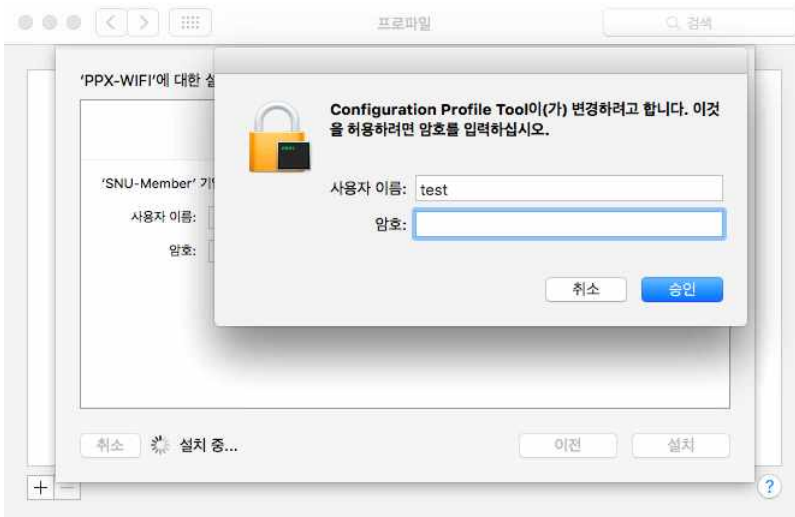 프로파일
검색
'PPX-WIFI'에 대한
Configuration Profile Tool이(가) 변경하려고 합니다. 이것
을 허용하려면 암호를 입력하십시오.
'SNU-Member'
사용자 이름: test
암호:
사용자 이름:
암호:
취소
승인
취소
설치 중...
이전
설치
+
−
?